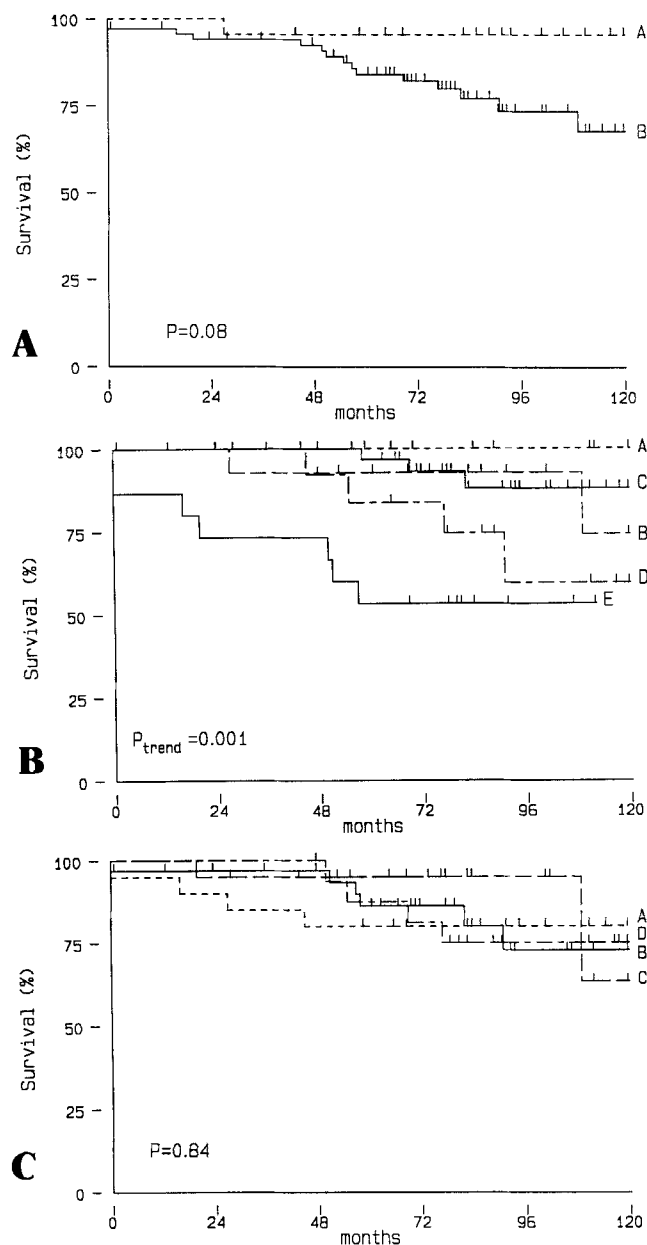 100
75
50
25
0
Survival (%)
A
B
P=0.08
A
0 24 48 72 96 120
months
100
75
50
25
0
Survival (%)
A
C
B
D
E
P trend =0.001
B
0 24 48 72 96 120
months
100
75
50
25
0
Survival (%)
A
D
B
C
P=0.84
C
0 24 48 72 96 120
months